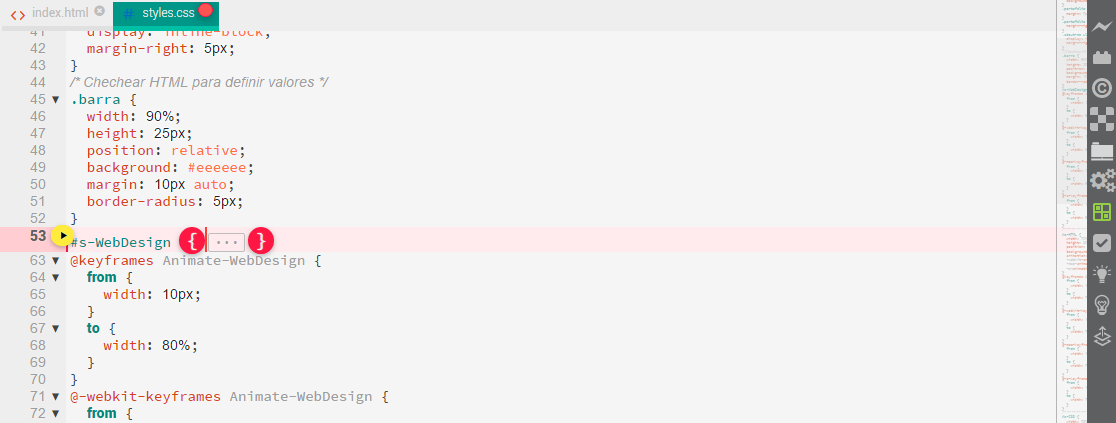 index.html
# styles.css
41 display: inline-block;
42 margin-right: 5px;
43 }
44 /* Chechear HTML para definir valores */
45 .barra {
46 width: 90%;
47 height: 25px;
48 position: relative;
49 background: #eeeeee;
50 margin: 10px auto;
51 border-radius: 5px;
52 }
53 #s-WebDesign { ... }
63 @keyframes Animate-WebDesign {
64 from {
65 width: 10px;
66 }
67 to {
68 width: 80%;
69 }
70 }
71 @-webkit-keyframes Animate-WebDesign {
72 from {